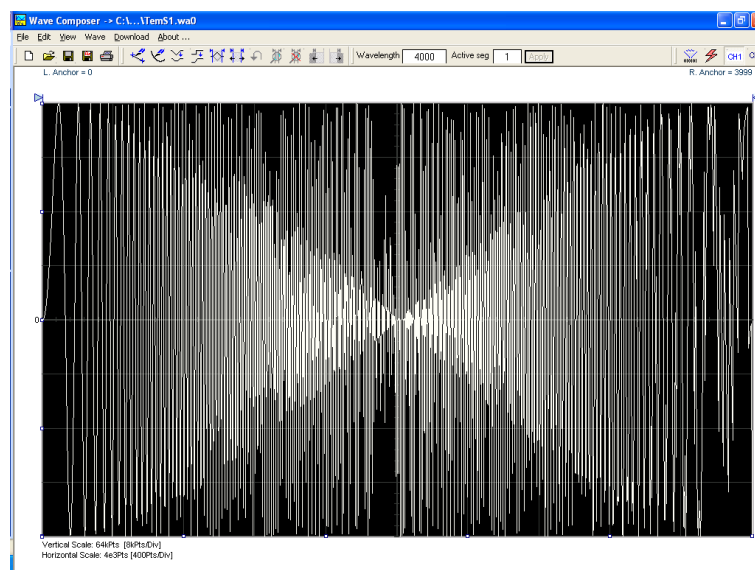 Wave Composer -> C:\...\TemS1.wa0
File Edit View Wave Download About ...
Wavelength 4000 Active seg 1 Apply CH1
L. Anchor = 0 R. Anchor = 3999
0
Vertical Scale: 64kPts [8kPts/Div]
Horizontal Scale: 4e3Pts [400Pts/Div]